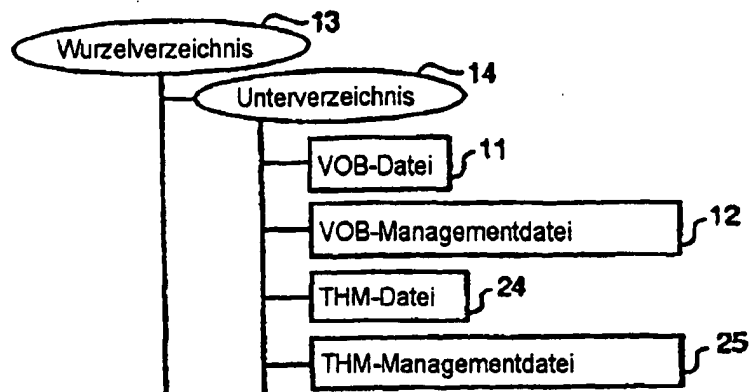 Wurzelverzeichnis 13
Unterverzeichnis 14
VOB-Datei 11
VOB-Managementdatei 12
THM-Datei 24
THM-Managementdatei 25